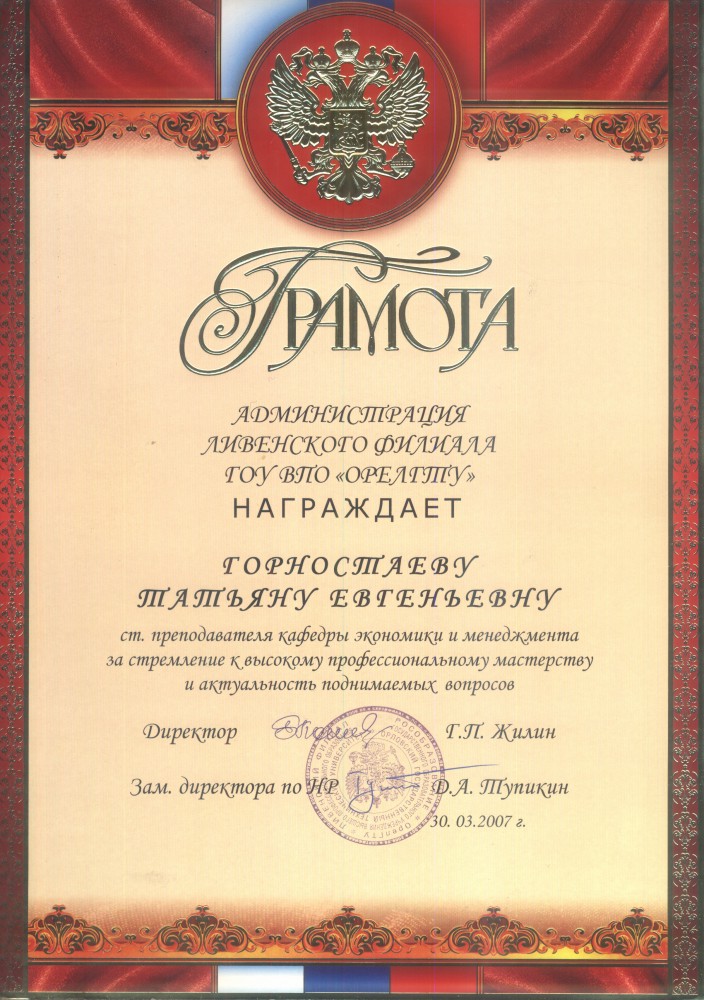 ГРАМОТА
АДМИНИСТРАЦИЯ
ЛИВЕНСКОГО ФИЛИАЛА
ГОУ ВПО «ОРЕЛГТУ»
НАГРАЖДАЕТ
ГОРНОСТАЕВУ
ТАТЬЯНУ ЕВГЕНЬЕВНУ
ст. преподавателя кафедры экономики и менеджмента
за стремление к высокому профессиональному мастерству
и актуальность поднимаемых вопросов
Директор Г.П. Жилин
Зам. директора по НР Д.А. Тупикин
30. 03.2007 г.